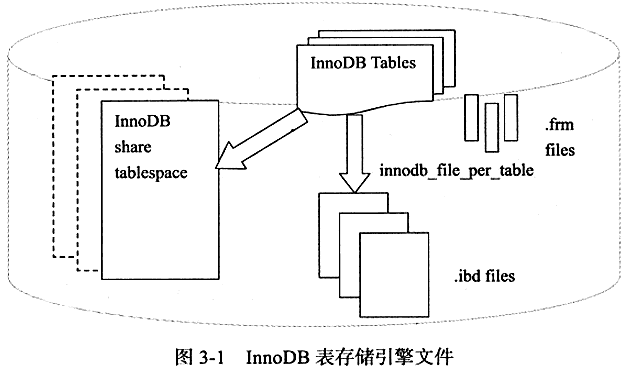 InnoDB Tables
InnoDB
share
tablespace
.frm
files
innodb_file_per_table
.ibd files
图 3-1 InnoDB 表存储引擎文件